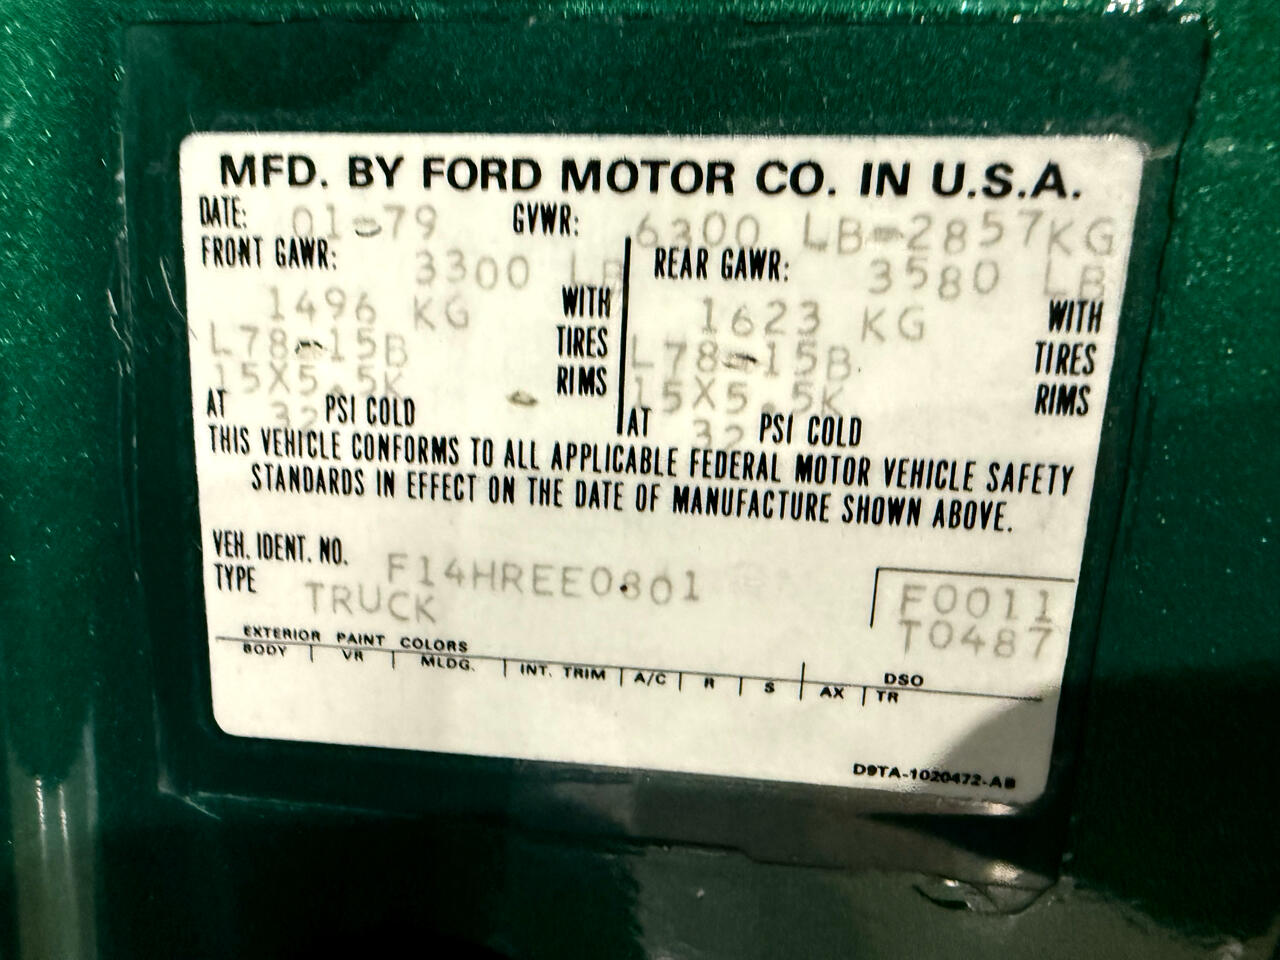 MFD. BY FORD MOTOR CO. IN U.S.A.
DATE: 01-79 GVWR: 6300 LB-2857KG
FRONT GAWR: 3300 LB REAR GAWR: 3580 LB
1496 KG WITH 1623 KG WITH
L78-15B TIRES L78-15B TIRES
15X5.5K RIMS 15X5.5K RIMS
AT 32 PSI COLD AT 32 PSI COLD
THIS VEHICLE CONFORMS TO ALL APPLICABLE FEDERAL MOTOR VEHICLE SAFETY
STANDARDS IN EFFECT ON THE DATE OF MANUFACTURE SHOWN ABOVE.
VEH. IDENT. NO. F14HREE0801 F0011
TYPE TRUCK T0487
EXTERIOR PAINT COLORS DSO
BODY VR MLDG. INT. TRIM A/C R S AX TR
D9TA-1020472-AB